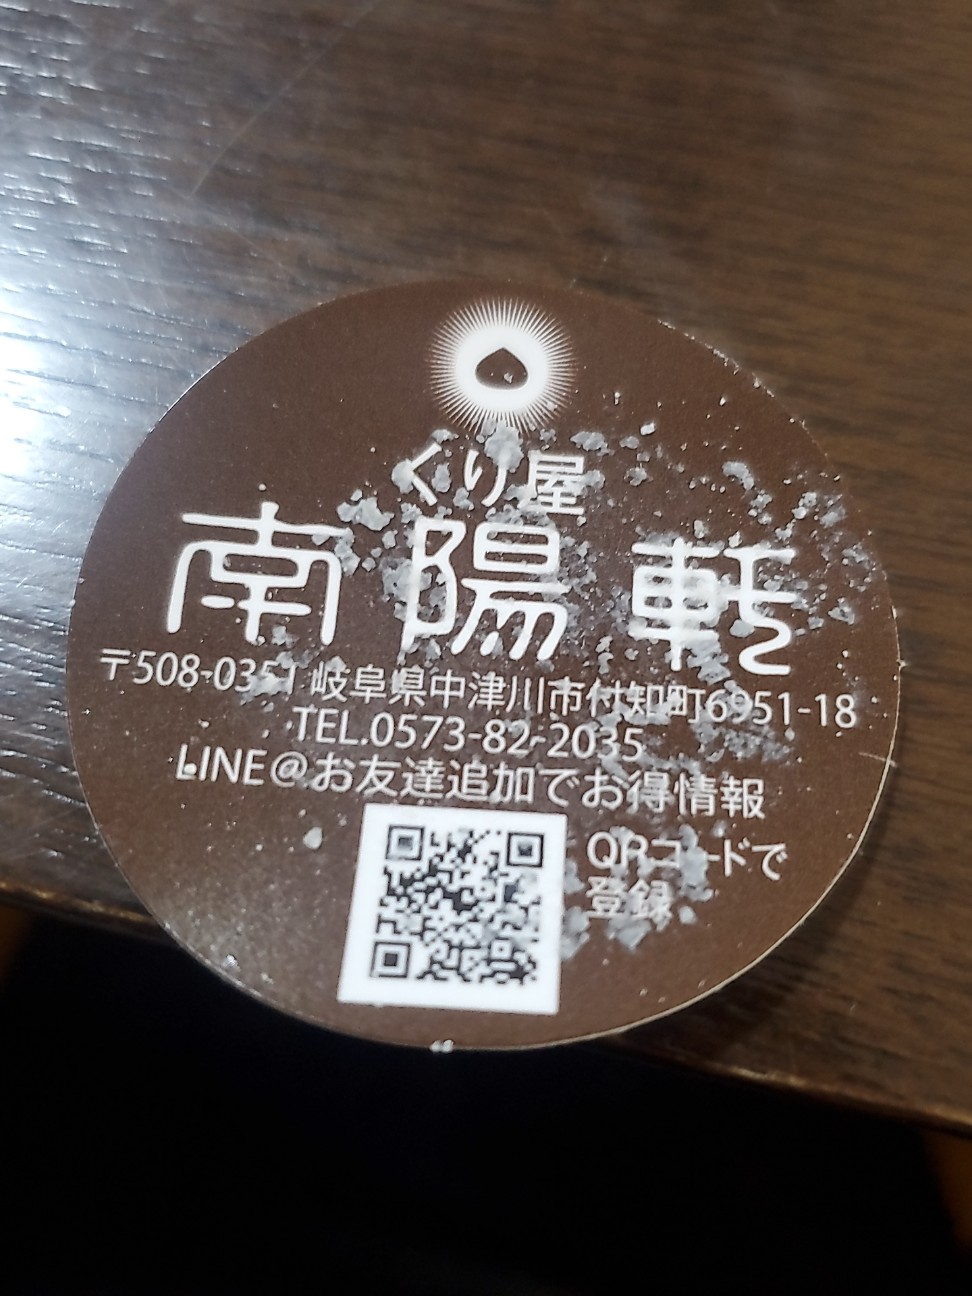 くり屋
南陽軒
〒508-0351 岐阜県中津川市付知町6951-18
TEL.0573-82-2035
LINE@お友達追加でお得情報
QRコードで
登録